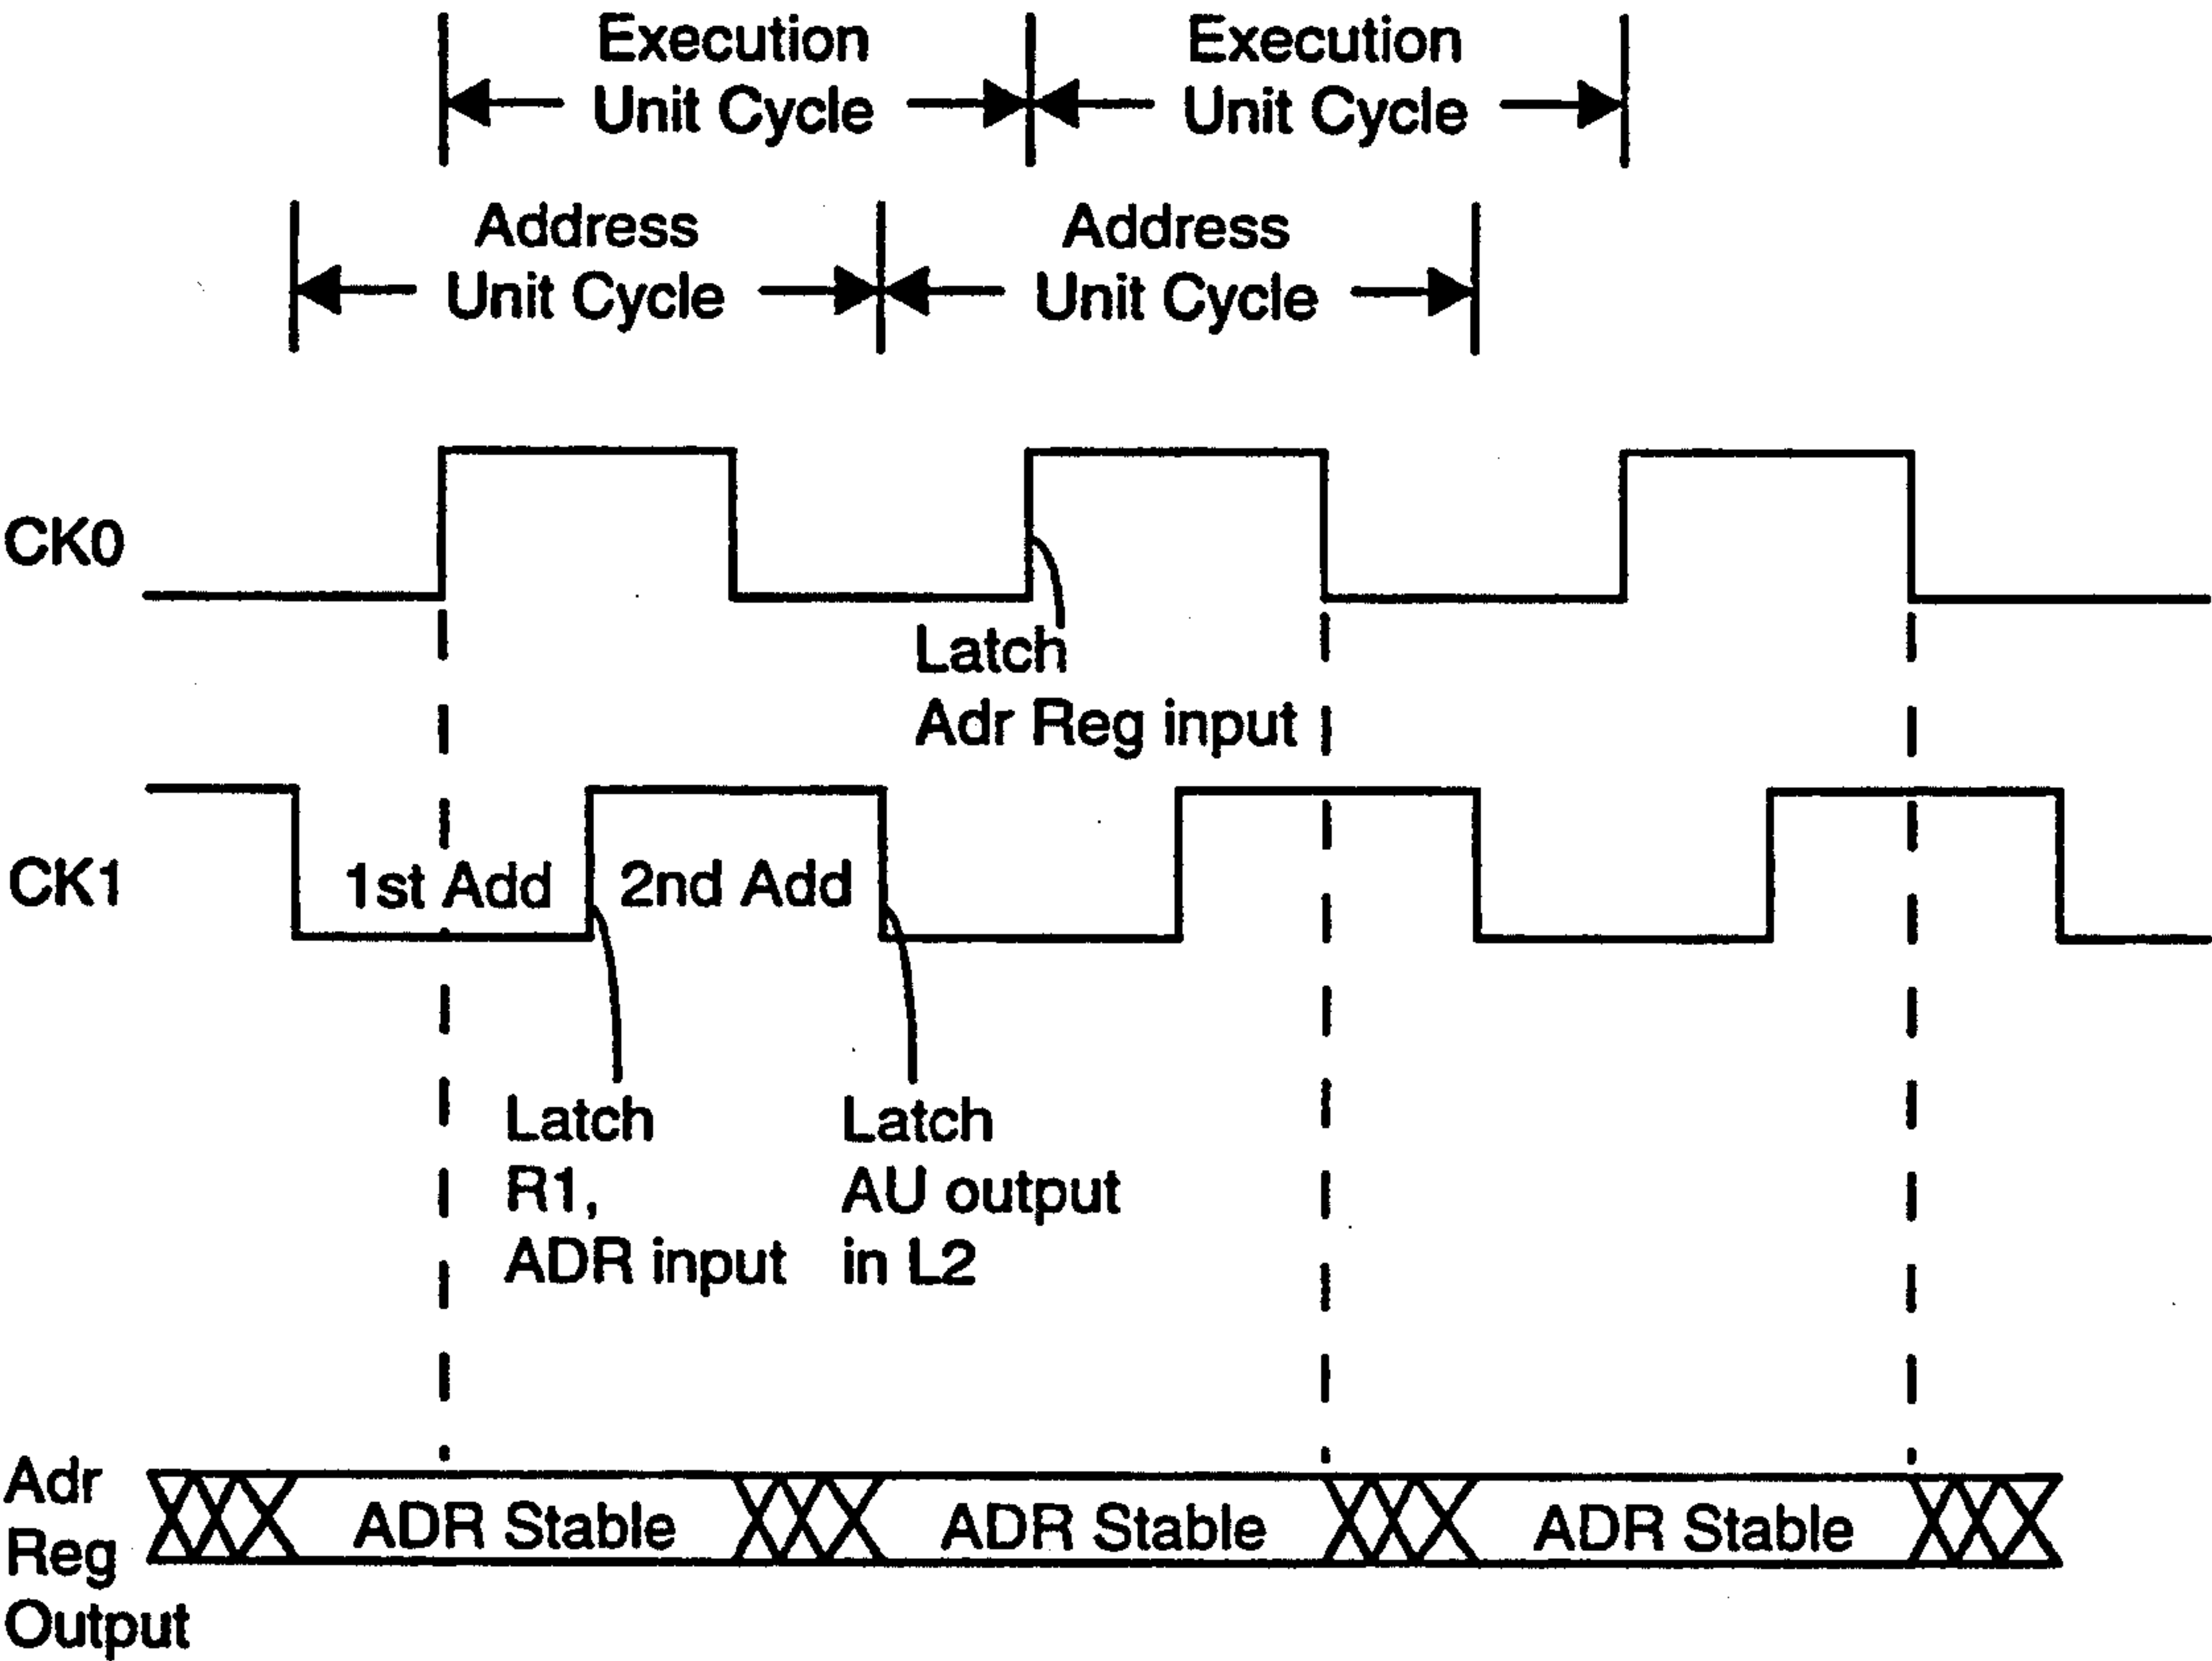 Execution
Unit Cycle
Execution
Unit Cycle
Address
Unit Cycle
Address
Unit Cycle
CK0
Latch
Adr Reg input
CK1
1st Add
2nd Add
Latch
R1,
ADR input
Latch
AU output
in L2
Adr
Reg
Output
ADR Stable
ADR Stable
ADR Stable